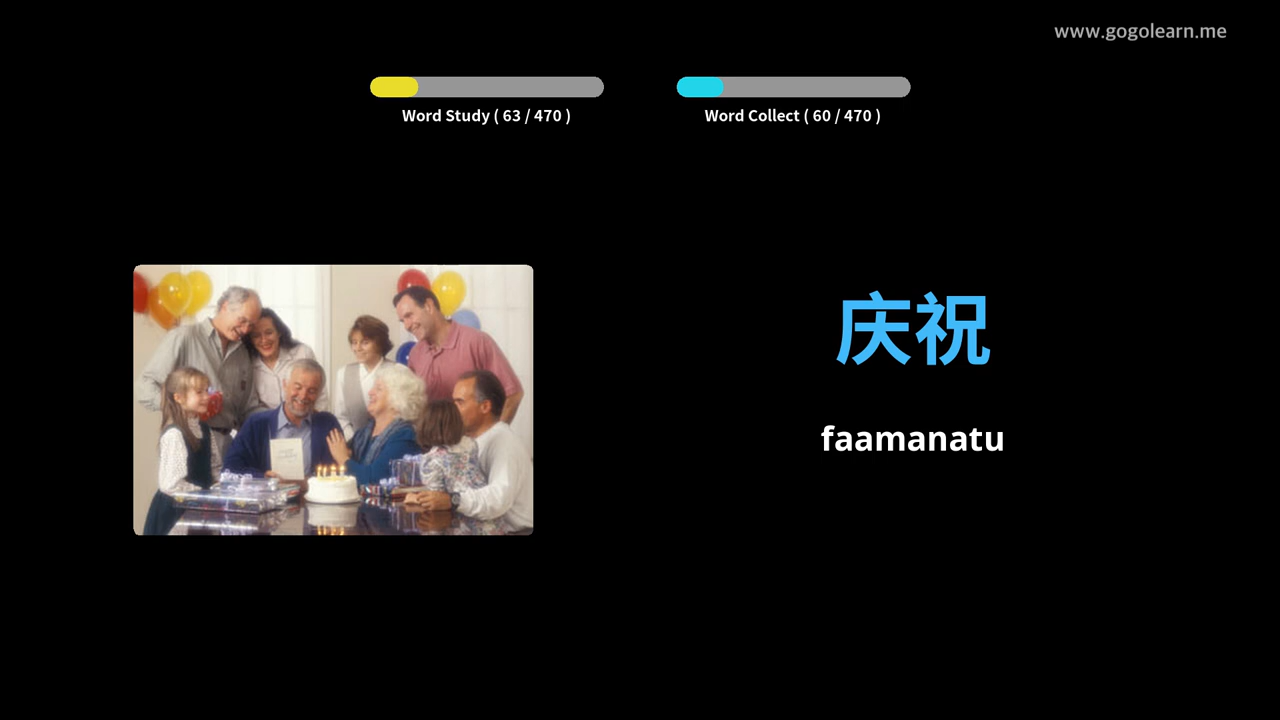 www.gogolearn.me
Word Study ( 63 / 470 )
Word Collect ( 60 / 470 )
庆祝
faamanatu